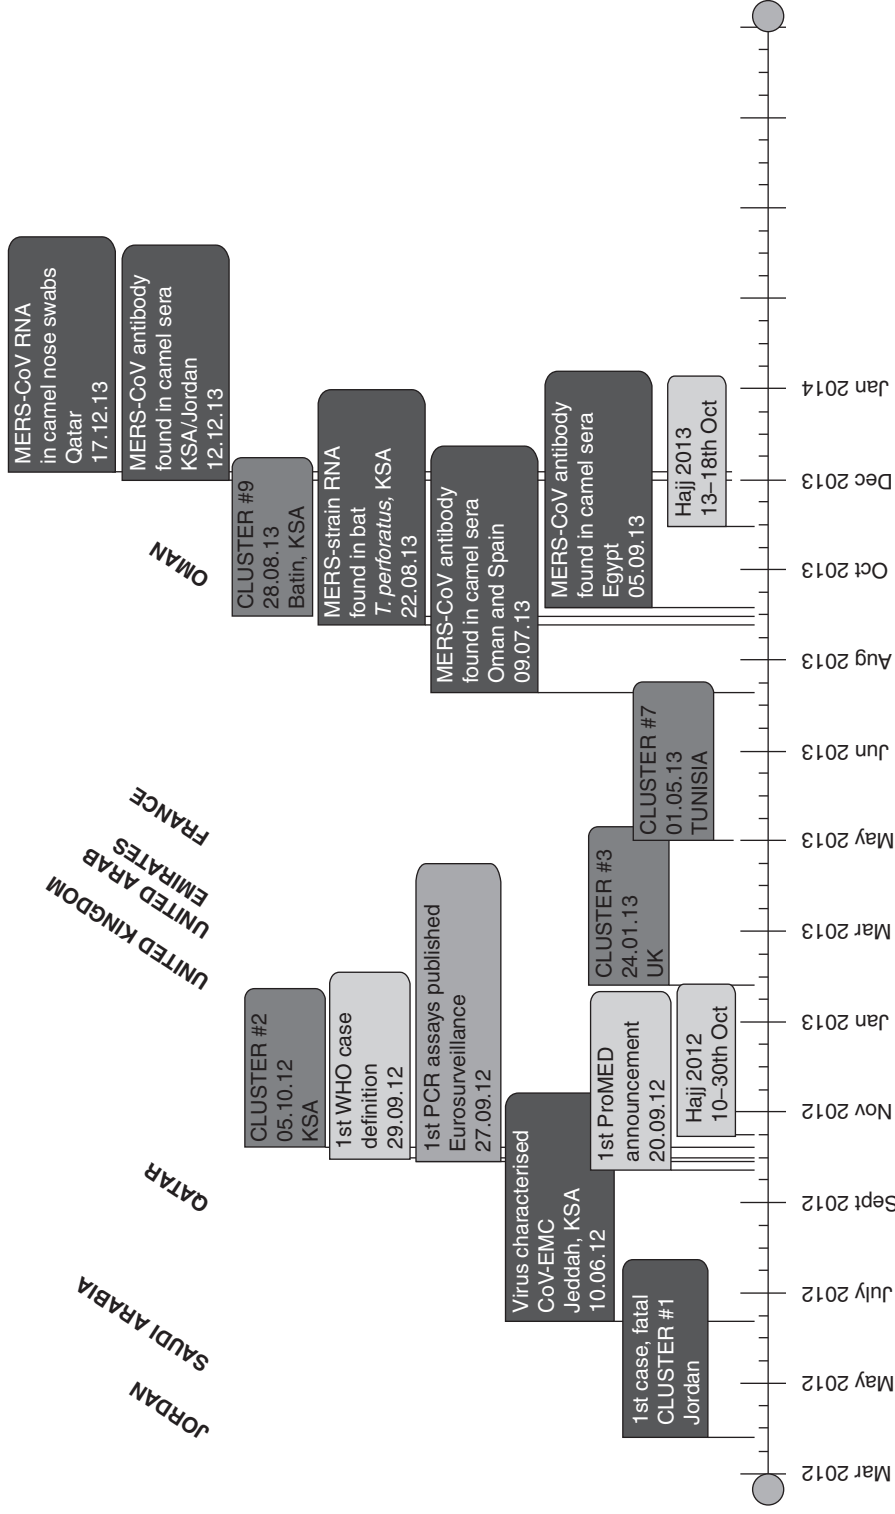 JORDAN
SAUDI ARABIA
QATAR
UNITED KINGDOM
UNITED ARAB
EMIRATES
FRANCE
OMAN
1st case, fatal
CLUSTER #1
Jordan
Virus characterised
CoV-EMC
Jeddah, KSA
10.06.12
1st ProMED
announcement
20.09.12
1st PCR assays published
Eurosurveillance
27.09.12
1st WHO case
definition
29.09.12
CLUSTER #2
05.10.12
KSA
Hajj 2012
10–30th Oct
CLUSTER #3
24.01.13
UK
CLUSTER #7
01.05.13
TUNISIA
MERS-CoV antibody
found in camel sera
Oman and Spain
09.07.13
MERS-strain RNA
found in bat
T. perforatus, KSA
22.08.13
CLUSTER #9
28.08.13
Batin, KSA
MERS-CoV antibody
found in camel sera
Egypt
05.09.13
Hajj 2013
13–18th Oct
MERS-CoV antibody
found in camel sera
KSA/Jordan
12.12.13
MERS-CoV RNA
in camel nose swabs
Qatar
17.12.13
Mar 2012
May 2012
July 2012
Sept 2012
Nov 2012
Jan 2013
Mar 2013
May 2013
Jun 2013
Aug 2013
Oct 2013
Dec 2013
Jan 2014